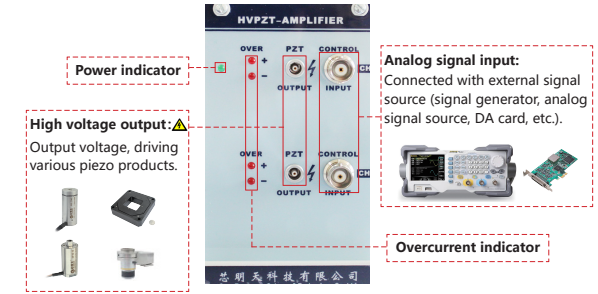 HVPZT-AMPLIFIER
OVER PZT CONTROL
+
−
CH
OUTPUT INPUT
Power indicator
High voltage output:
Output voltage, driving
various piezo products.
Analog signal input:
Connected with external signal
source (signal generator, analog
signal source, DA card, etc.).
OVER PZT CONTROL
+
−
CH
OUTPUT INPUT
Overcurrent indicator
芯明天科技有限公司